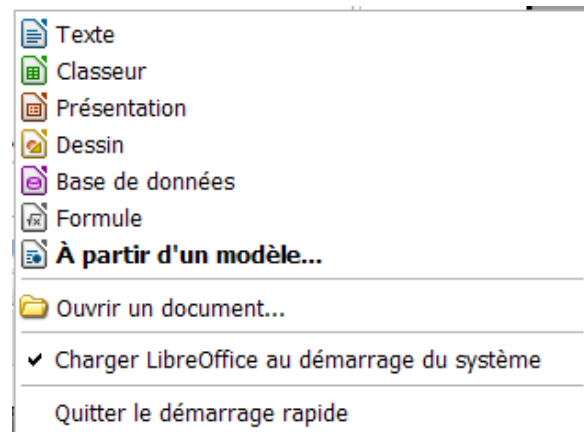 Texte
Classeur
Présentation
Dessin
Base de données
Formule
À partir d'un modèle...
Ouvrir un document...
Charger LibreOffice au démarrage du système
Quitter le démarrage rapide